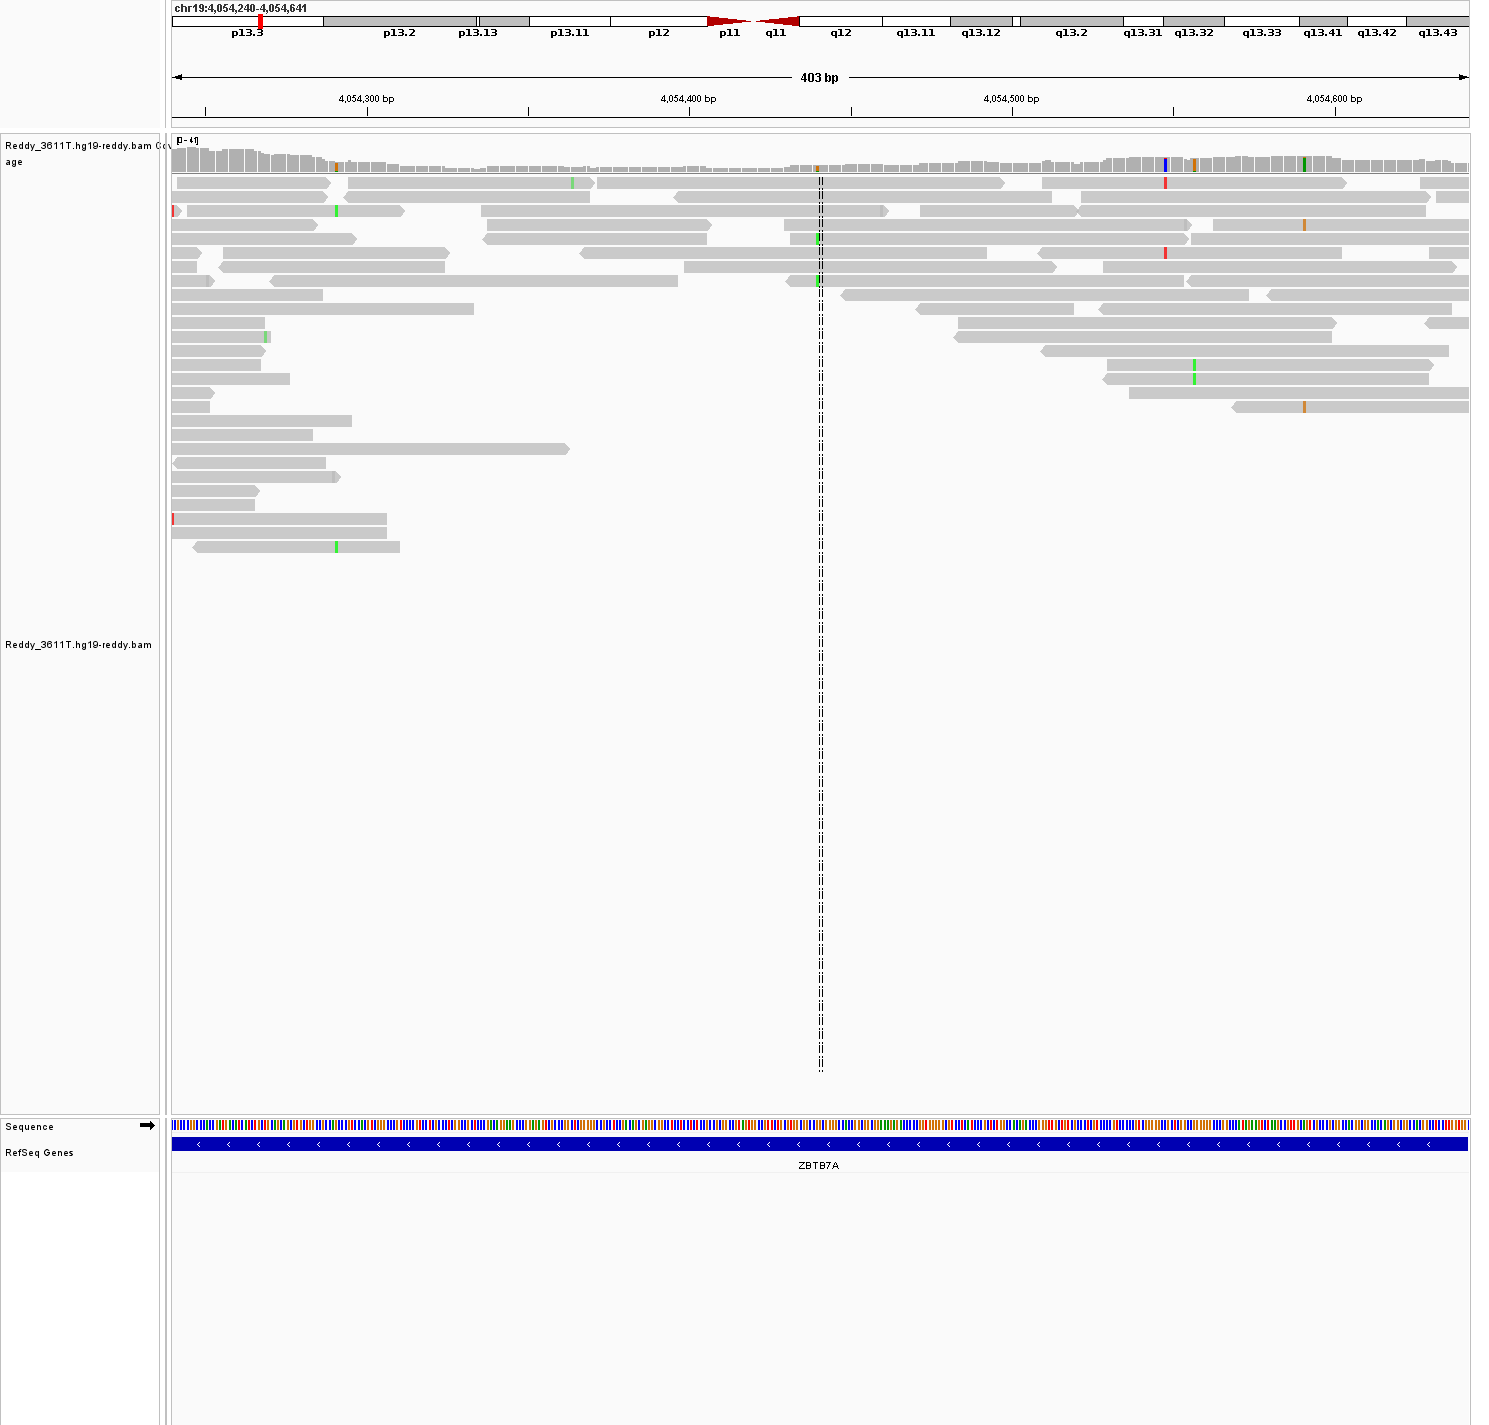 chr19:4,054,240-4,054,641
p13.3 p13.2 p13.13 p13.11 p12 p11 q11 q12 q13.11 q13.12 q13.2 q13.31 q13.32 q13.33 q13.41 q13.42 q13.43
403 bp
4,054,300 bp 4,054,400 bp 4,054,500 bp 4,054,600 bp
[0 - 41]
Reddy_3611T.hg19-reddy.bam Cov
age
Reddy_3611T.hg19-reddy.bam
Sequence
RefSeq Genes
ZBTB7A